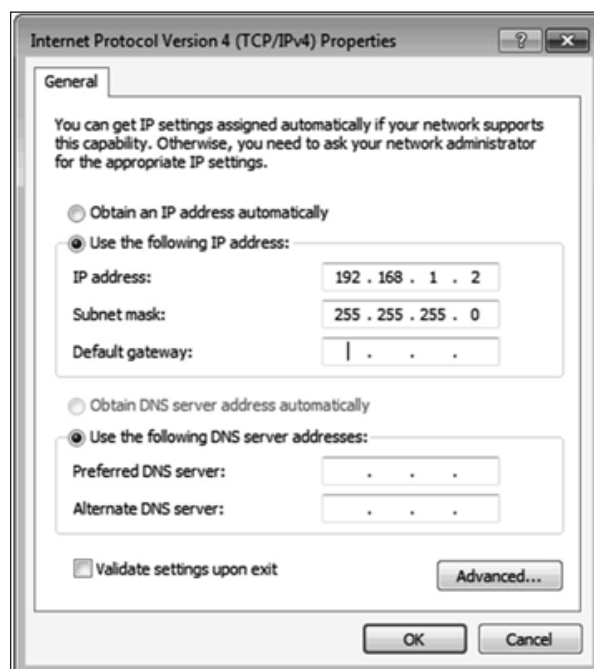 Internet Protocol Version 4 (TCP/IPv4) Properties
?
General
You can get IP settings assigned automatically if your network supports
this capability. Otherwise, you need to ask your network administrator
for the appropriate IP settings.
Obtain an IP address automatically
Use the following IP address:
IP address: 192 . 168 . 1 . 2
Subnet mask: 255 . 255 . 255 . 0
Default gateway: . . .
Obtain DNS server address automatically
Use the following DNS server addresses:
Preferred DNS server: . . .
Alternate DNS server: . . .
Validate settings upon exit
Advanced...
OK Cancel